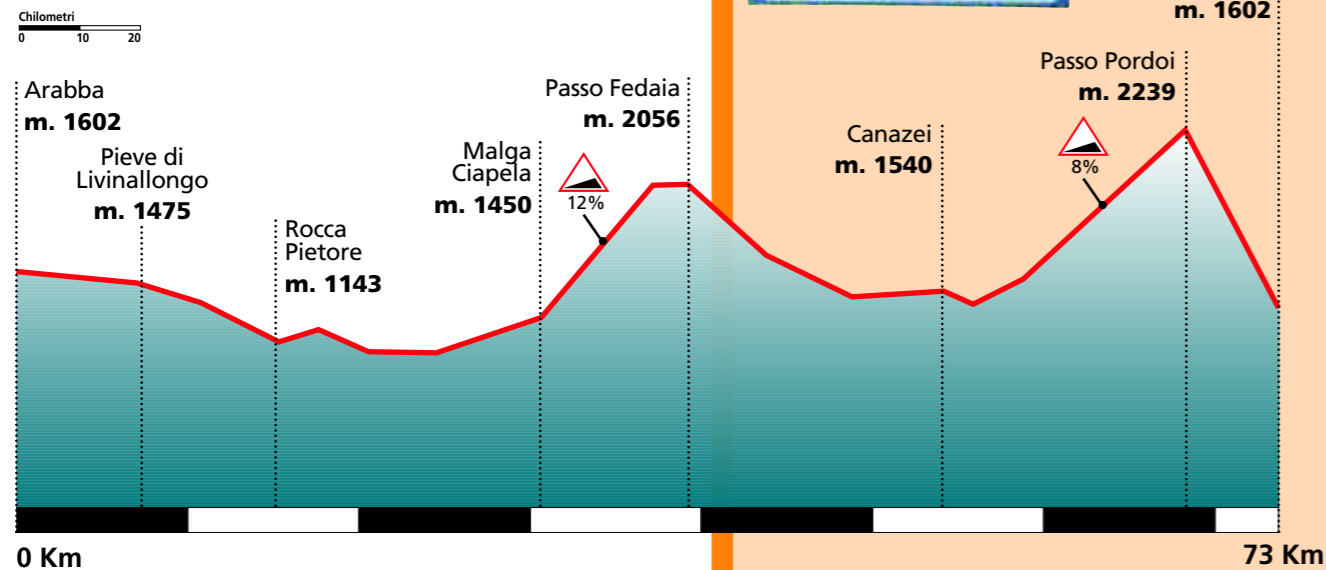 Chilometri
0 10 20
m. 1602
Arabba
m. 1602
Pieve di
Livinallongo
m. 1475
Rocca
Pietore
m. 1143
Malga
Ciapela
m. 1450
12%
Passo Fedaia
m. 2056
Canazei
m. 1540
Passo Pordoi
m. 2239
8%
0 Km
73 Km